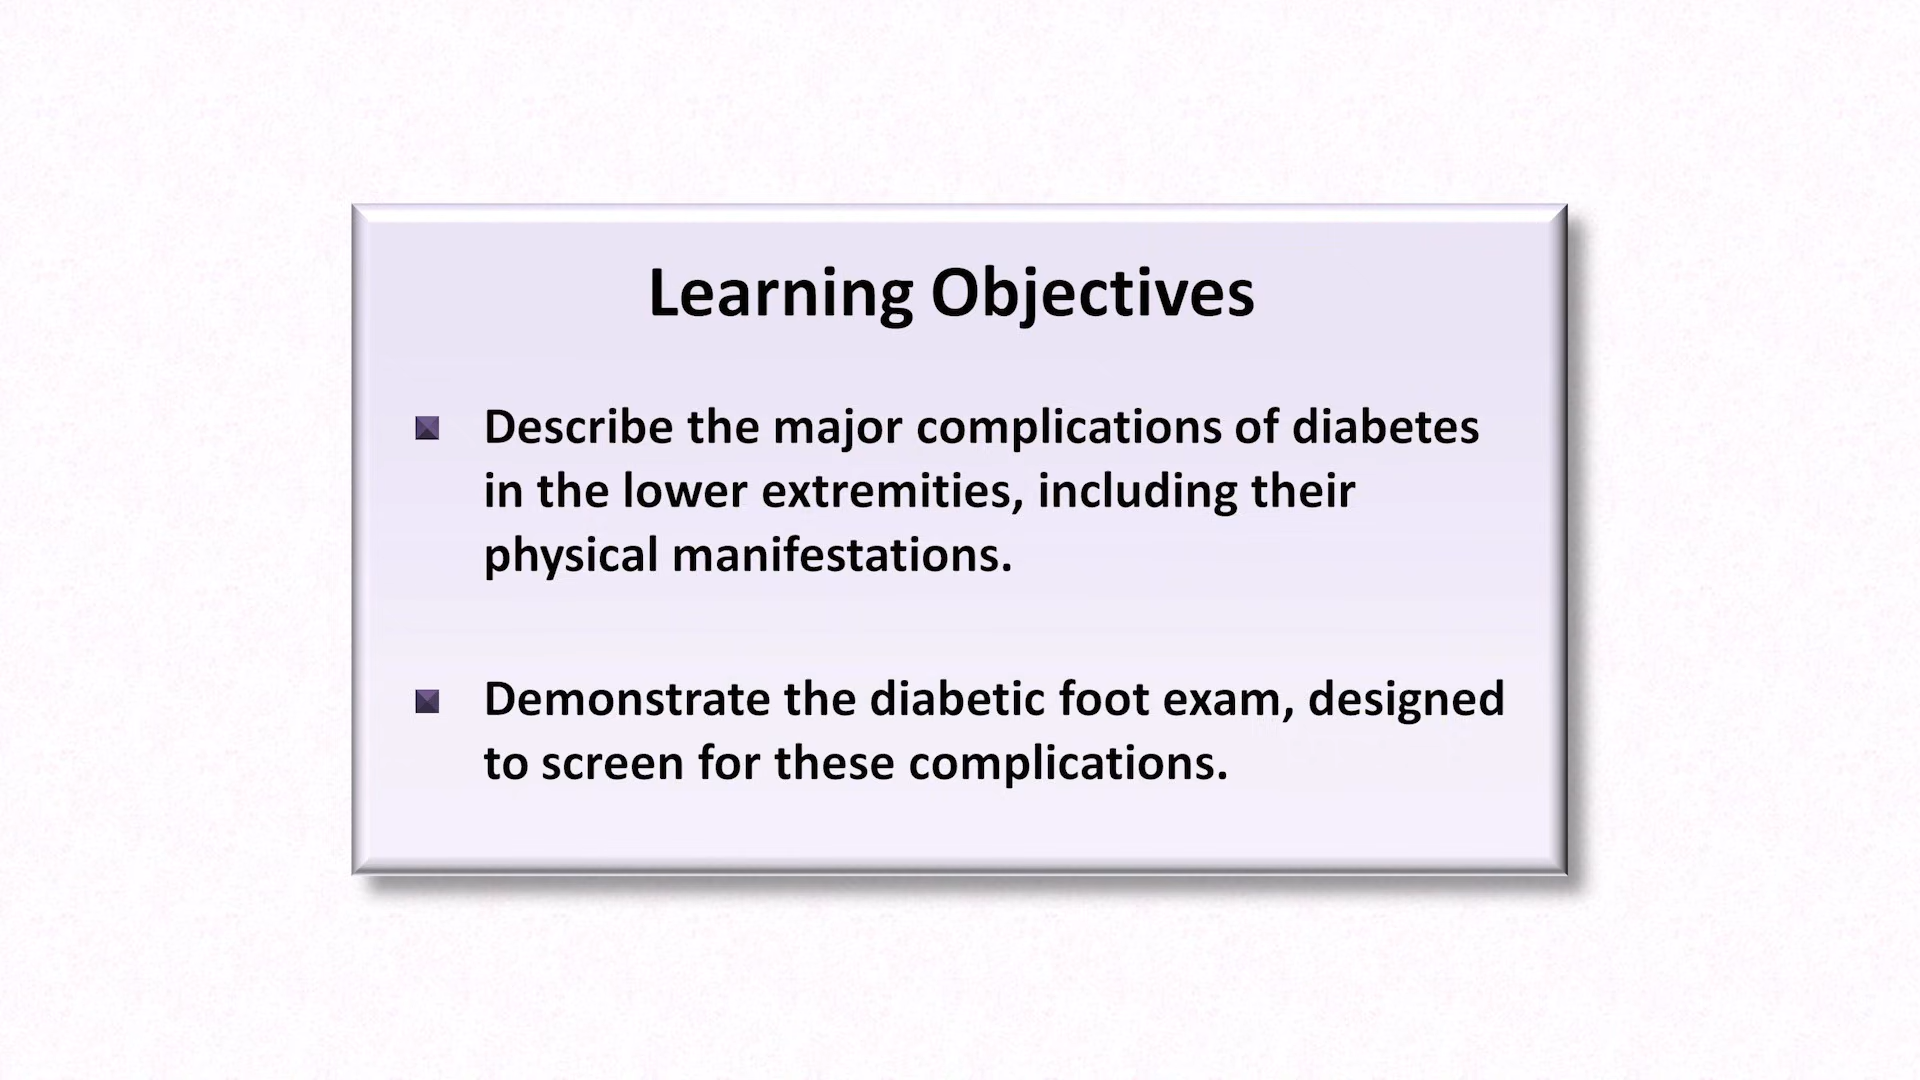 Learning Objectives
Describe the major complications of diabetes
in the lower extremities, including their
physical manifestations.
Demonstrate the diabetic foot exam, designed
to screen for these complications.